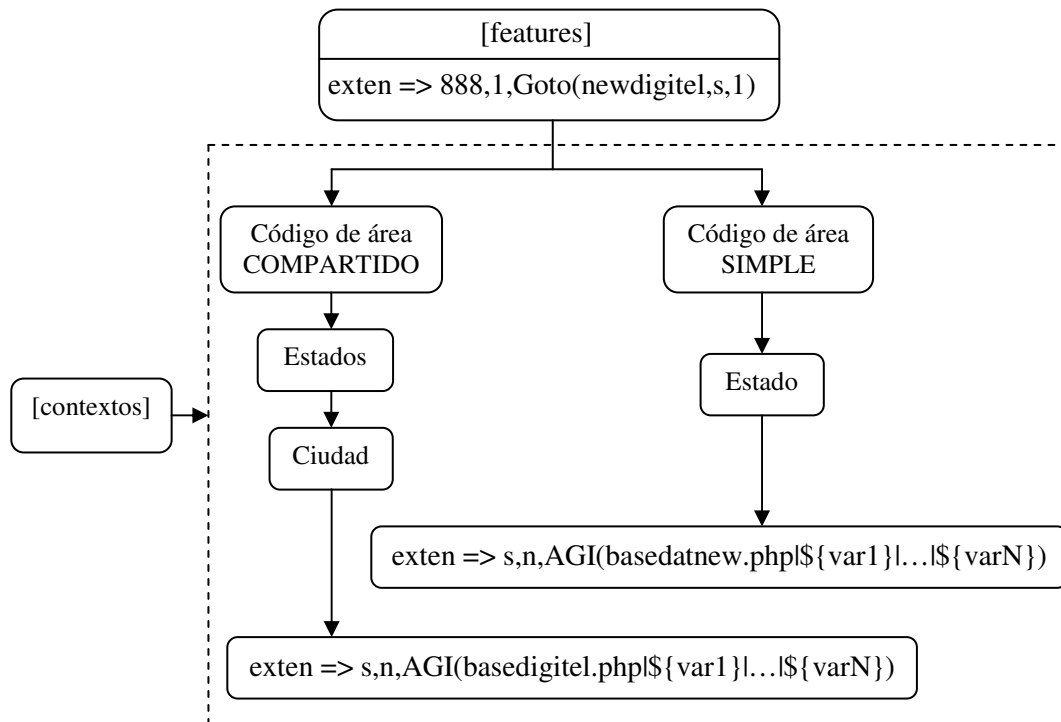 [features]
exten => 888,1,Goto(newdigitel,s,1)
Código de área
COMPARTIDO
Código de área
SIMPLE
Estados
Estado
[contextos]
Ciudad
exten => s,n,AGI(basedatnew.php|${var1}|…|${varN})
exten => s,n,AGI(basedigitel.php|${var1}|…|${varN})